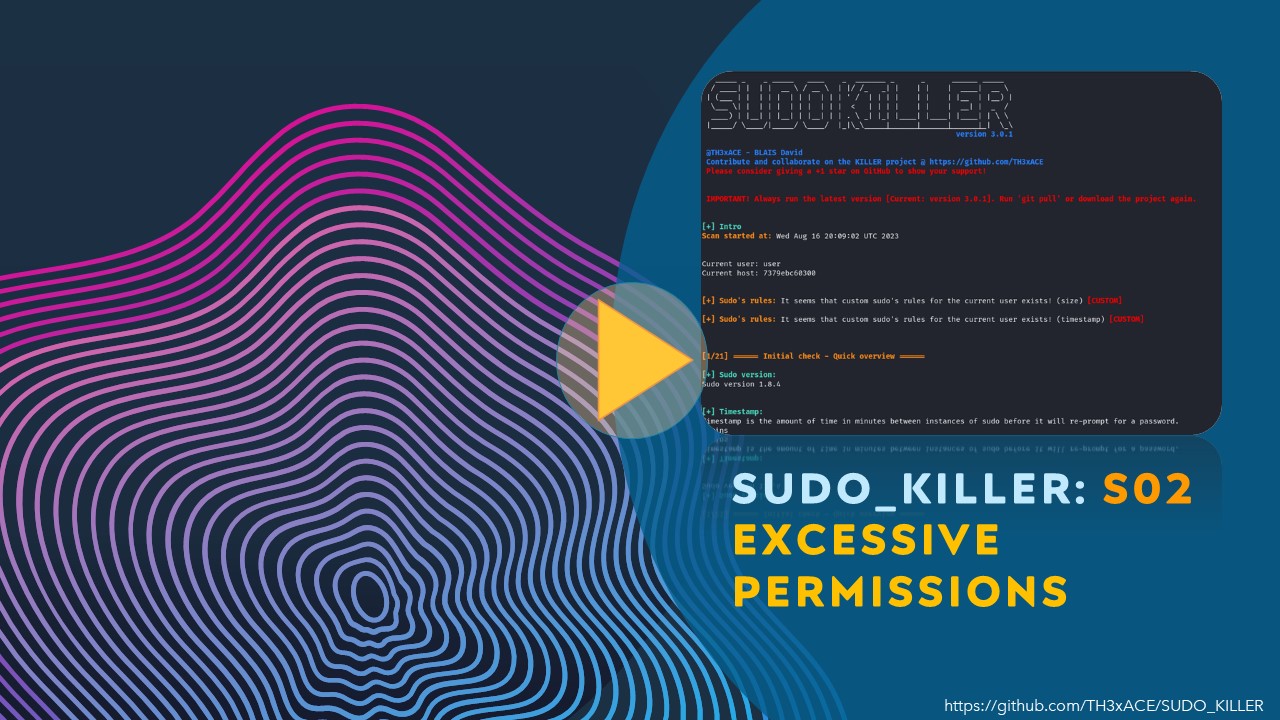 SUDOKILLER
version 3.0.1
@TH3xACE - BLAIS David
Contribute and collaborate on the KILLER project @ https://github.com/TH3xACE
Please consider giving a +1 star on GitHub to show your support!
IMPORTANT! Always run the latest version [Current: version 3.0.1]. Run 'git pull' or download the project again.
[+] Intro
Scan started at: Wed Aug 16 20:09:02 UTC 2023
Current user: user
Current host: 7379ebc60300
[+] Sudo's rules: It seems that custom sudo's rules for the current user exists! (size) [CUSTOM]
[+] Sudo's rules: It seems that custom sudo's rules for the current user exists! (timestamp) [CUSTOM]
[1/21] ====== Initial check - Quick overview ======
[+] Sudo version:
Sudo version 1.8.4
[+] Timestamp:
Timestamp is the amount of time in minutes between instances of sudo before it will re-prompt for a password.
SUDO_KILLER: S02
EXCESSIVE
PERMISSIONS
https://github.com/TH3xACE/SUDO_KILLER